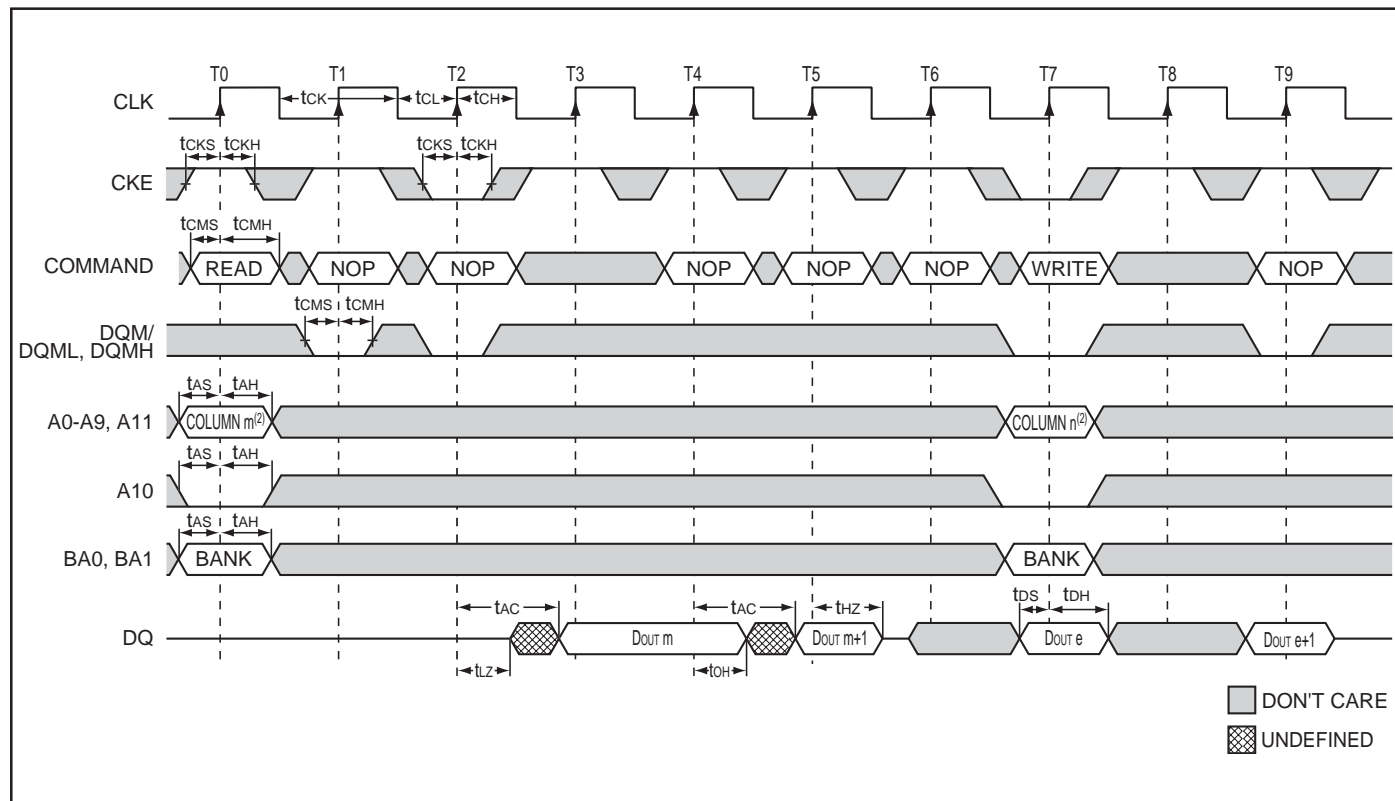 T0 T1 T2 T3 T4 T5 T6 T7 T8 T9
CLK tCK tCL tCH
tCKS tCKH tCKS tCKH
CKE
tCMS tCMH
COMMAND READ NOP NOP NOP NOP NOP WRITE NOP
tCMS tCMH
DQM/
DQML, DQMH
tAS tAH
A0-A9, A11 COLUMN m(2) COLUMN n(2)
tAS tAH
A10
tAS tAH
BA0, BA1 BANK BANK
tAC tAC tHZ tDS tDH
DQ DOUT m DOUT m+1 DOUT e DOUT e+1
tLZ tOH
DON'T CARE
UNDEFINED